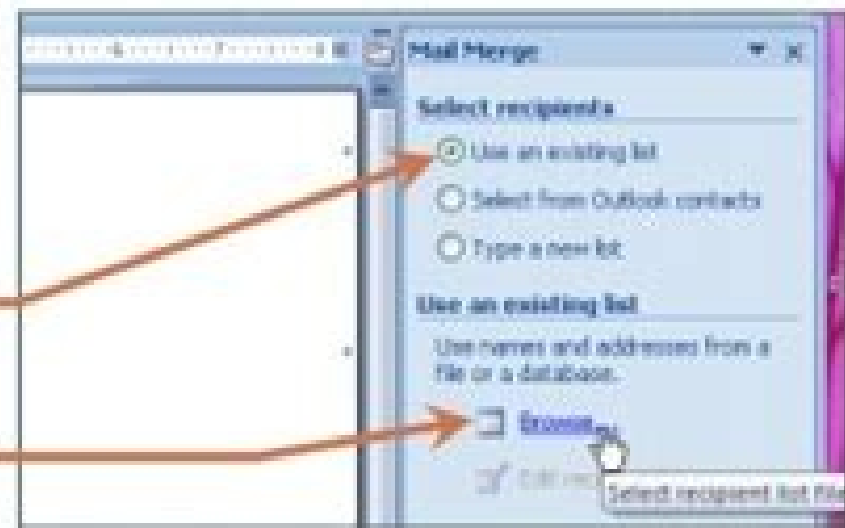 Mail Merge
Select recipients
Use an existing list
Select from Outlook contacts
Type a new list
Use an existing list
Use names and addresses from a
file or a database.
Browse...
Edit
Select recipient list file